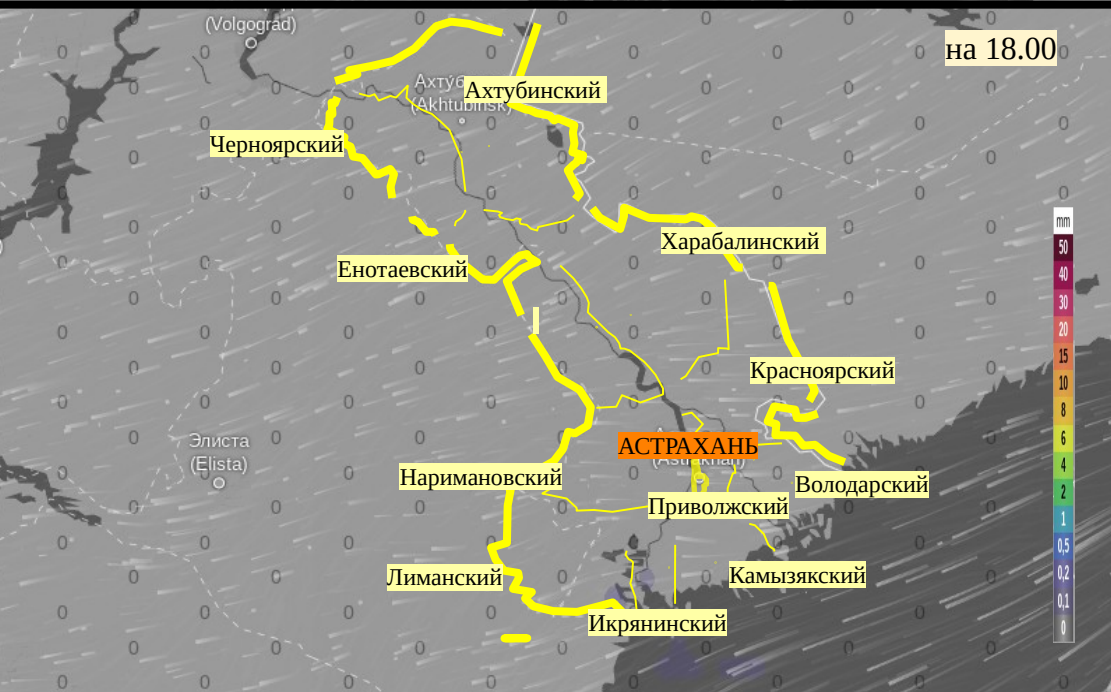 (Volgograd)
на 18.00
Ахту́б
Ахтубинский
(Akhtubinsk)
Черноярский
Харабалинский
mm
50
Енотаевский
40
30
20
15
Красноярский
10
8
Элиста
(Elista)
АСТРАХАНЬ
6
(Astrakhan)
4
Наримановский
Володарский
2
Приволжский
1
0,5
Лиманский
Камызякский
0,2
0,1
Икрянинский
0